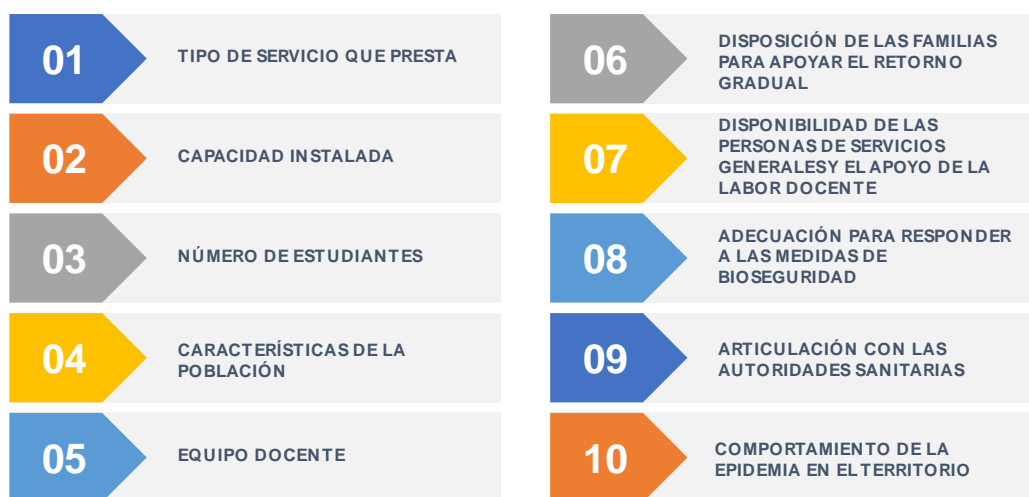 01
TIPO DE SERVICIO QUE PRESTA
02
CAPACIDAD INSTALADA
03
NÚMERO DE ESTUDIANTES
04
CARACTERÍSTICAS DE LA
POBLACIÓN
05
EQUIPO DOCENTE
06
DISPOSICIÓN DE LAS FAMILIAS
PARA APOYAR EL RETORNO
GRADUAL
07
DISPONIBILIDAD DE LAS
PERSONAS DE SERVICIOS
GENERALESY EL APOYO DE LA
LABOR DOCENTE
08
ADECUACIÓN PARA RESPONDER
A LAS MEDIDAS DE
BIOSEGURIDAD
09
ARTICULACIÓN CON LAS
AUTORIDADES SANITARIAS
10
COMPORTAMIENTO DE LA
EPIDEMIA EN EL TERRITORIO